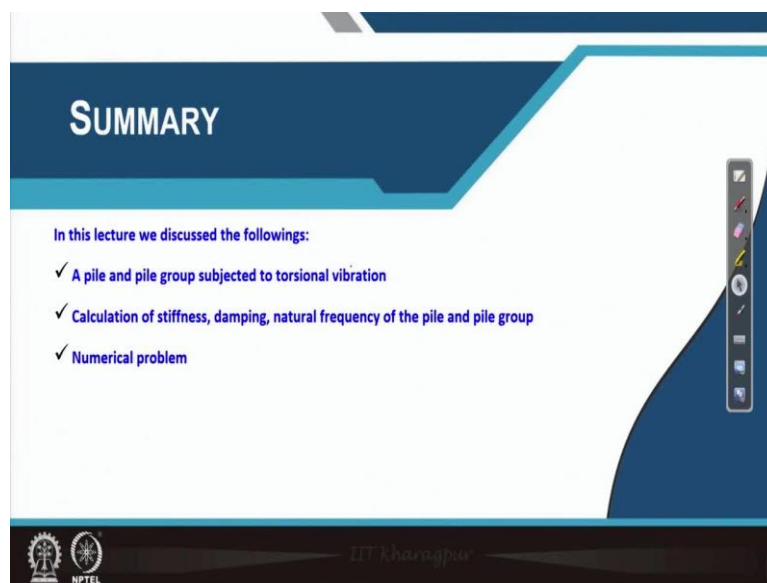 SUMMARY
In this lecture we discussed the followings:
✓ A pile and pile group subjected to torsional vibration
✓ Calculation of stiffness, damping, natural frequency of the pile and pile group
✓ Numerical problem
IIT Kharagpur
NPTEL